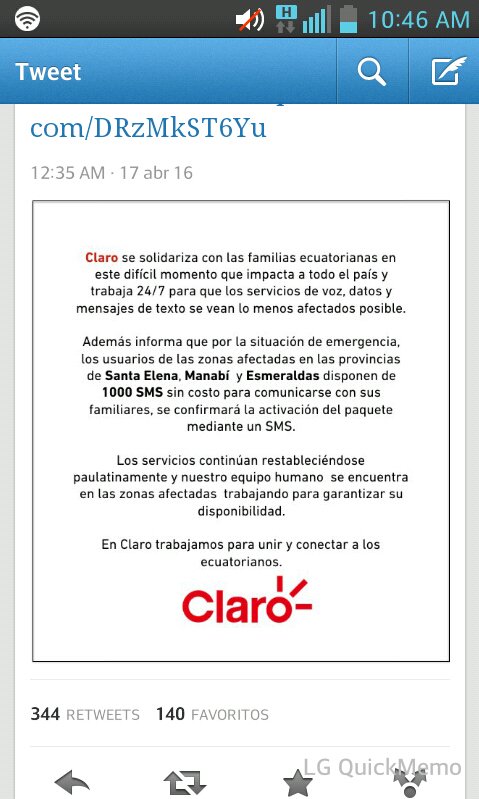 H
10:46 AM
Tweet
com/DRzMkST6Yu
12:35 AM · 17 abr 16
Claro se solidariza con las familias ecuatorianas en
este difícil momento que impacta a todo el país y
trabaja 24/7 para que los servicios de voz, datos y
mensajes de texto se vean lo menos afectados posible.
Además informa que por la situación de emergencia,
los usuarios de las zonas afectadas en las provincias
de Santa Elena, Manabí y Esmeraldas disponen de
1000 SMS sin costo para comunicarse con sus
familiares, se confirmará la activación del paquete
mediante un SMS.
Los servicios continúan restableciéndose
paulatinamente y nuestro equipo humano se encuentra
en las zonas afectadas trabajando para garantizar su
disponibilidad.
En Claro trabajamos para unir y conectar a los
ecuatorianos.
Claro
344 RETWEETS 140 FAVORITOS
LG QuickMemo